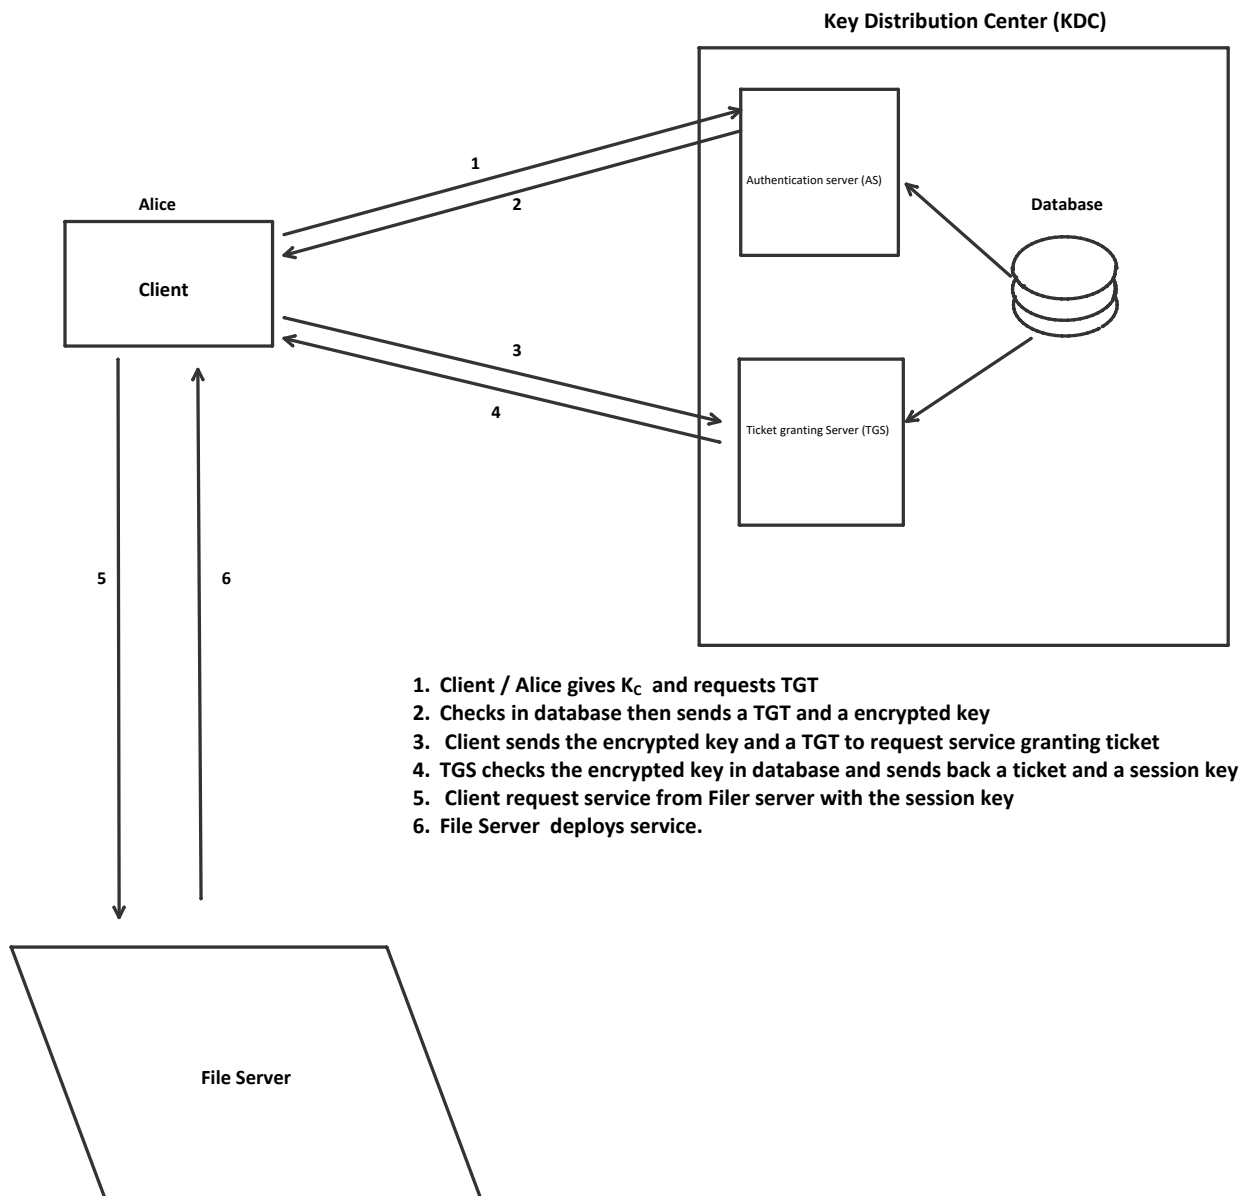 Key Distribution Center (KDC)
1
Authentication server (AS)
2
Alice
Database
Client
3
4
Ticket granting Server (TGS)
5
6
1. Client / Alice gives KC and requests TGT
2. Checks in database then sends a TGT and a encrypted key
3. Client sends the encrypted key and a TGT to request service granting ticket
4. TGS checks the encrypted key in database and sends back a ticket and a session key
5. Client request service from Filer server with the session key
6. File Server deploys service.
File Server